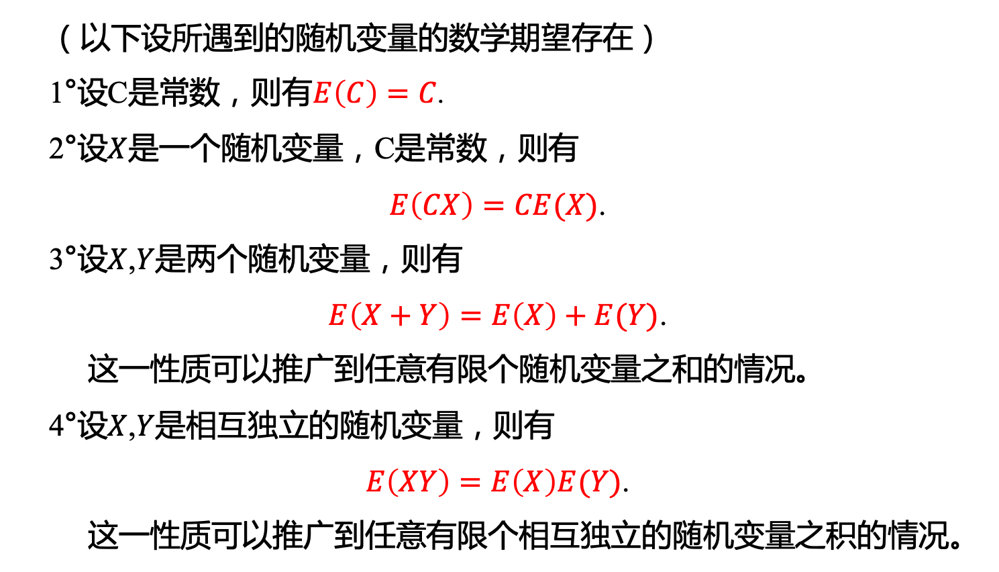 （以下设所遇到的随机变量的数学期望存在）
1°设C是常数，则有E(C) = C.
2°设X是一个随机变量，C是常数，则有
E(CX) = CE(X).
3°设X,Y是两个随机变量，则有
E(X + Y) = E(X) + E(Y).
这一性质可以推广到任意有限个随机变量之和的情况。
4°设X,Y是相互独立的随机变量，则有
E(XY) = E(X)E(Y).
这一性质可以推广到任意有限个相互独立的随机变量之积的情况。